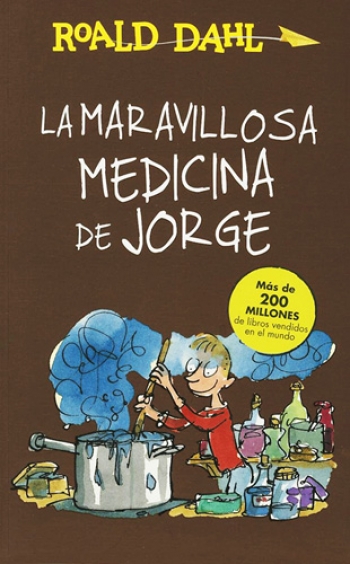 ROALD DAHL
LA MARAVILLOSA
MEDICINA
DE JORGE
Más de
200
MILLONES
de libros vendidos
en el mundo